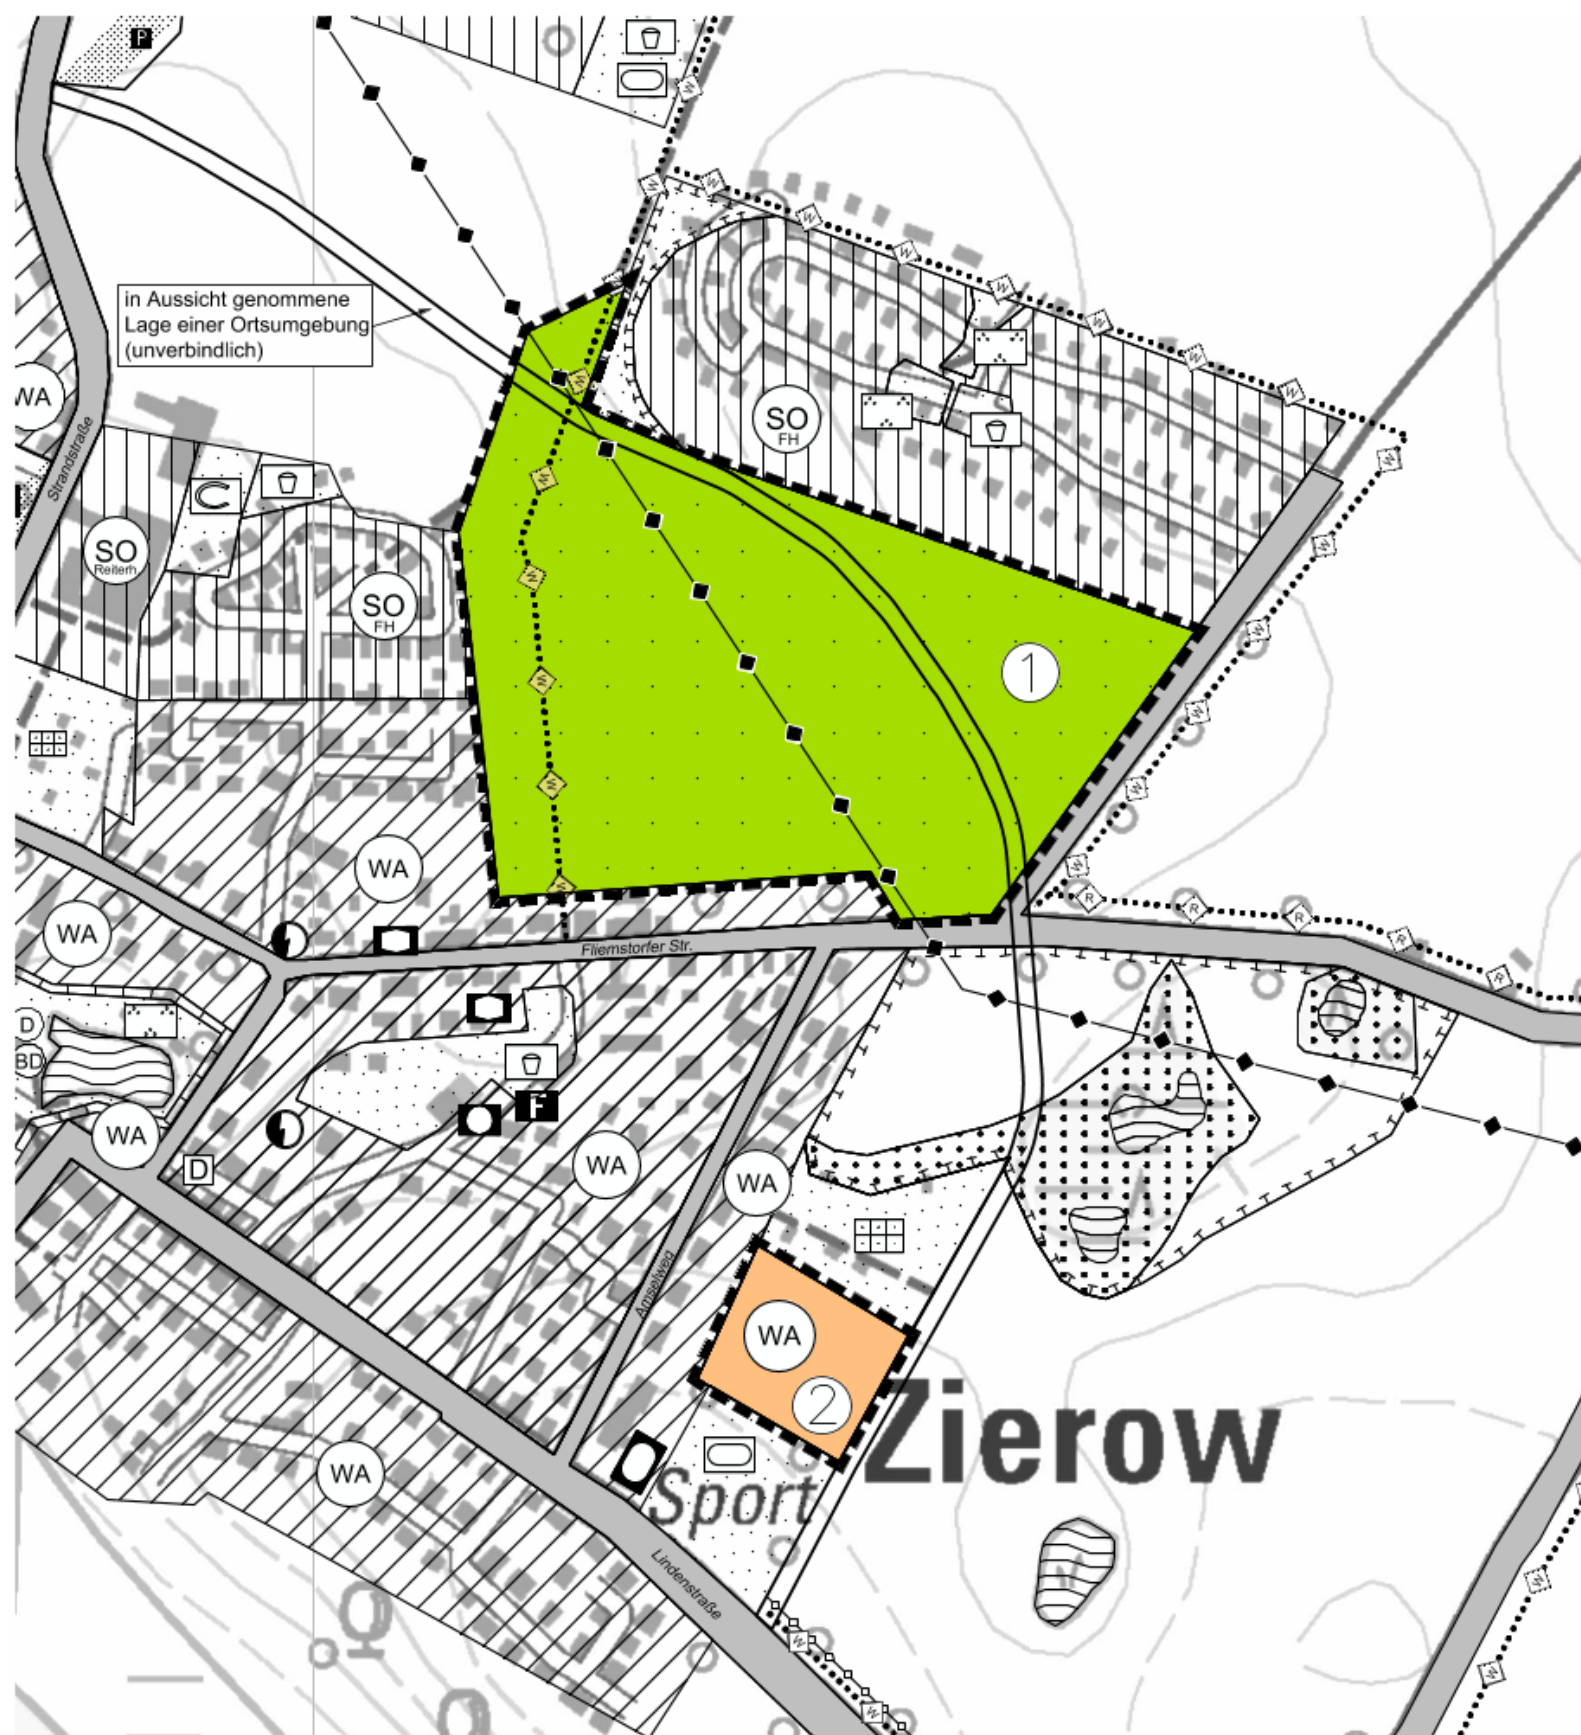 P
in Aussicht genommene
Lage einer Ortsumgebung
(unverbindlich)
WA
Strandstraße
SO
FH
SO
Reiterh.
SO
FH
1
WA
WA
Fliemstorfer Str.
R
R
R
R
D
BD
WA
D
F
WA
WA
Amselweg
WA
2
Zierow
WA
Sport
Lindenstraße
W
W